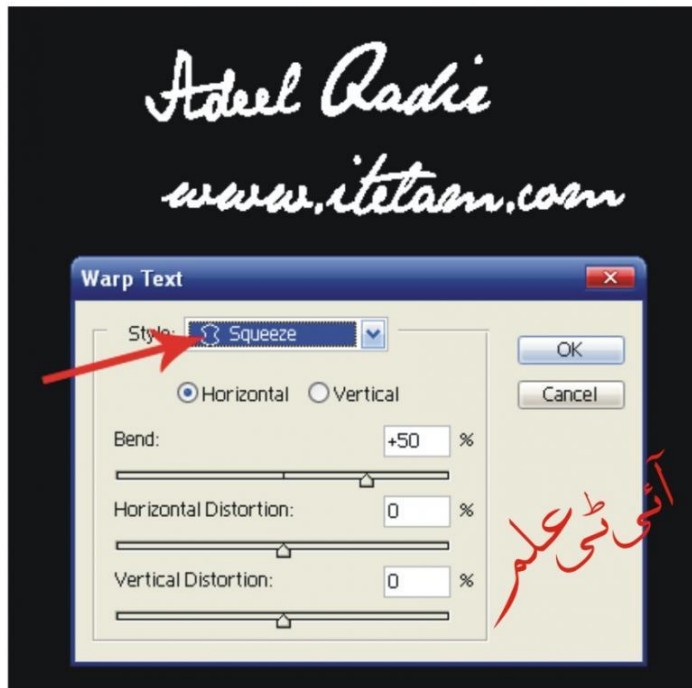 Adeel Qadir
www.itelam.com
Warp Text
Style: Squeeze
OK
Horizontal Vertical
Cancel
Bend: +50 %
Horizontal Distortion: 0 %
Vertical Distortion: 0 %
آئی ٹی علم